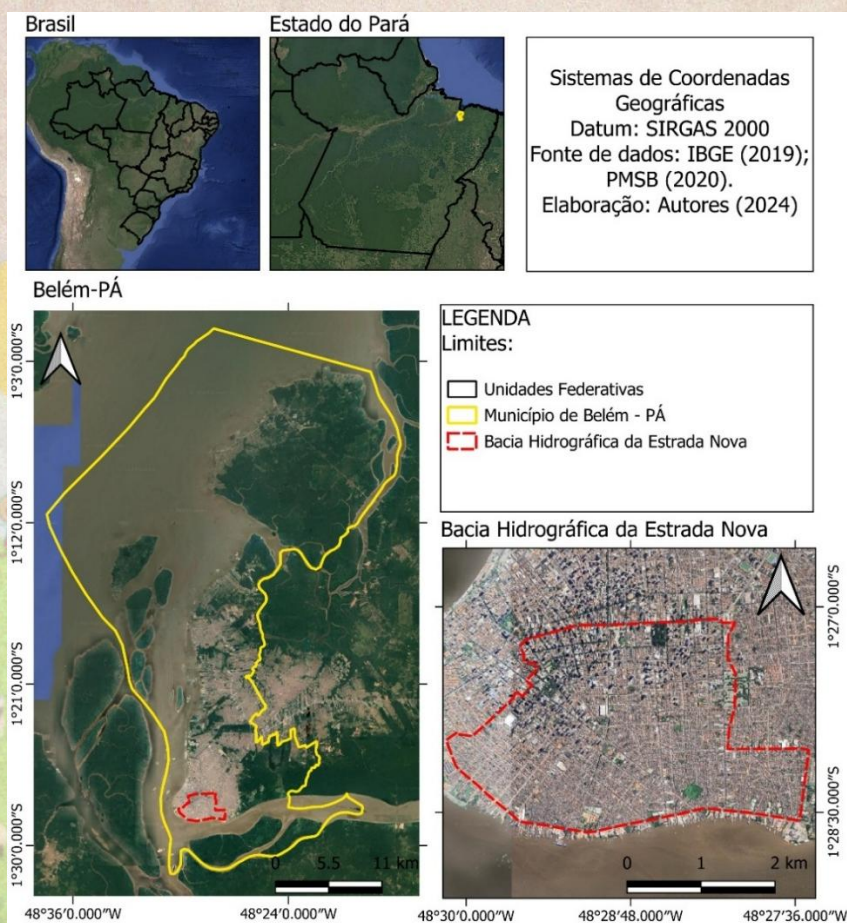 Brasil
Estado do Pará
Sistemas de Coordenadas
Geográficas
Datum: SIRGAS 2000
Fonte de dados: IBGE (2019);
PMSB (2020).
Elaboração: Autores (2024)
Belém-PÁ
1°3'0.000"S
1°12'0.000"S
1°21'0.000"S
1°30'0.000"S
0 5.5 11 km
48°36'0.000"W
48°24'0.000"W
LEGENDA
Limites:
Unidades Federativas
Município de Belém - PÁ
Bacia Hidrográfica da Estrada Nova
Bacia Hidrográfica da Estrada Nova
1°27'0.000"S
1°28'30.000"S
0 1 2 km
48°30'0.000"W
48°28'48.000"W
48°27'36.000"W